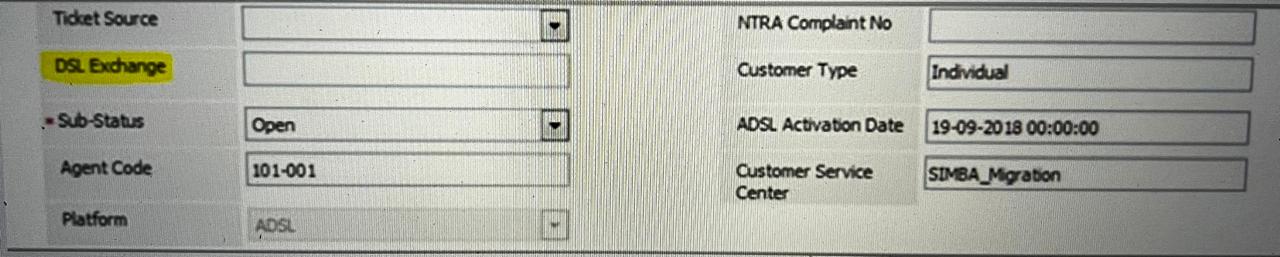 Ticket Source
NTRA Complaint No
DSL Exchange
Customer Type Individual
* Sub-Status Open
ADSL Activation Date 19-09-2018 00:00:00
Agent Code 101-001
Customer Service
Center
SIMBA_Migration
Platform ADSL